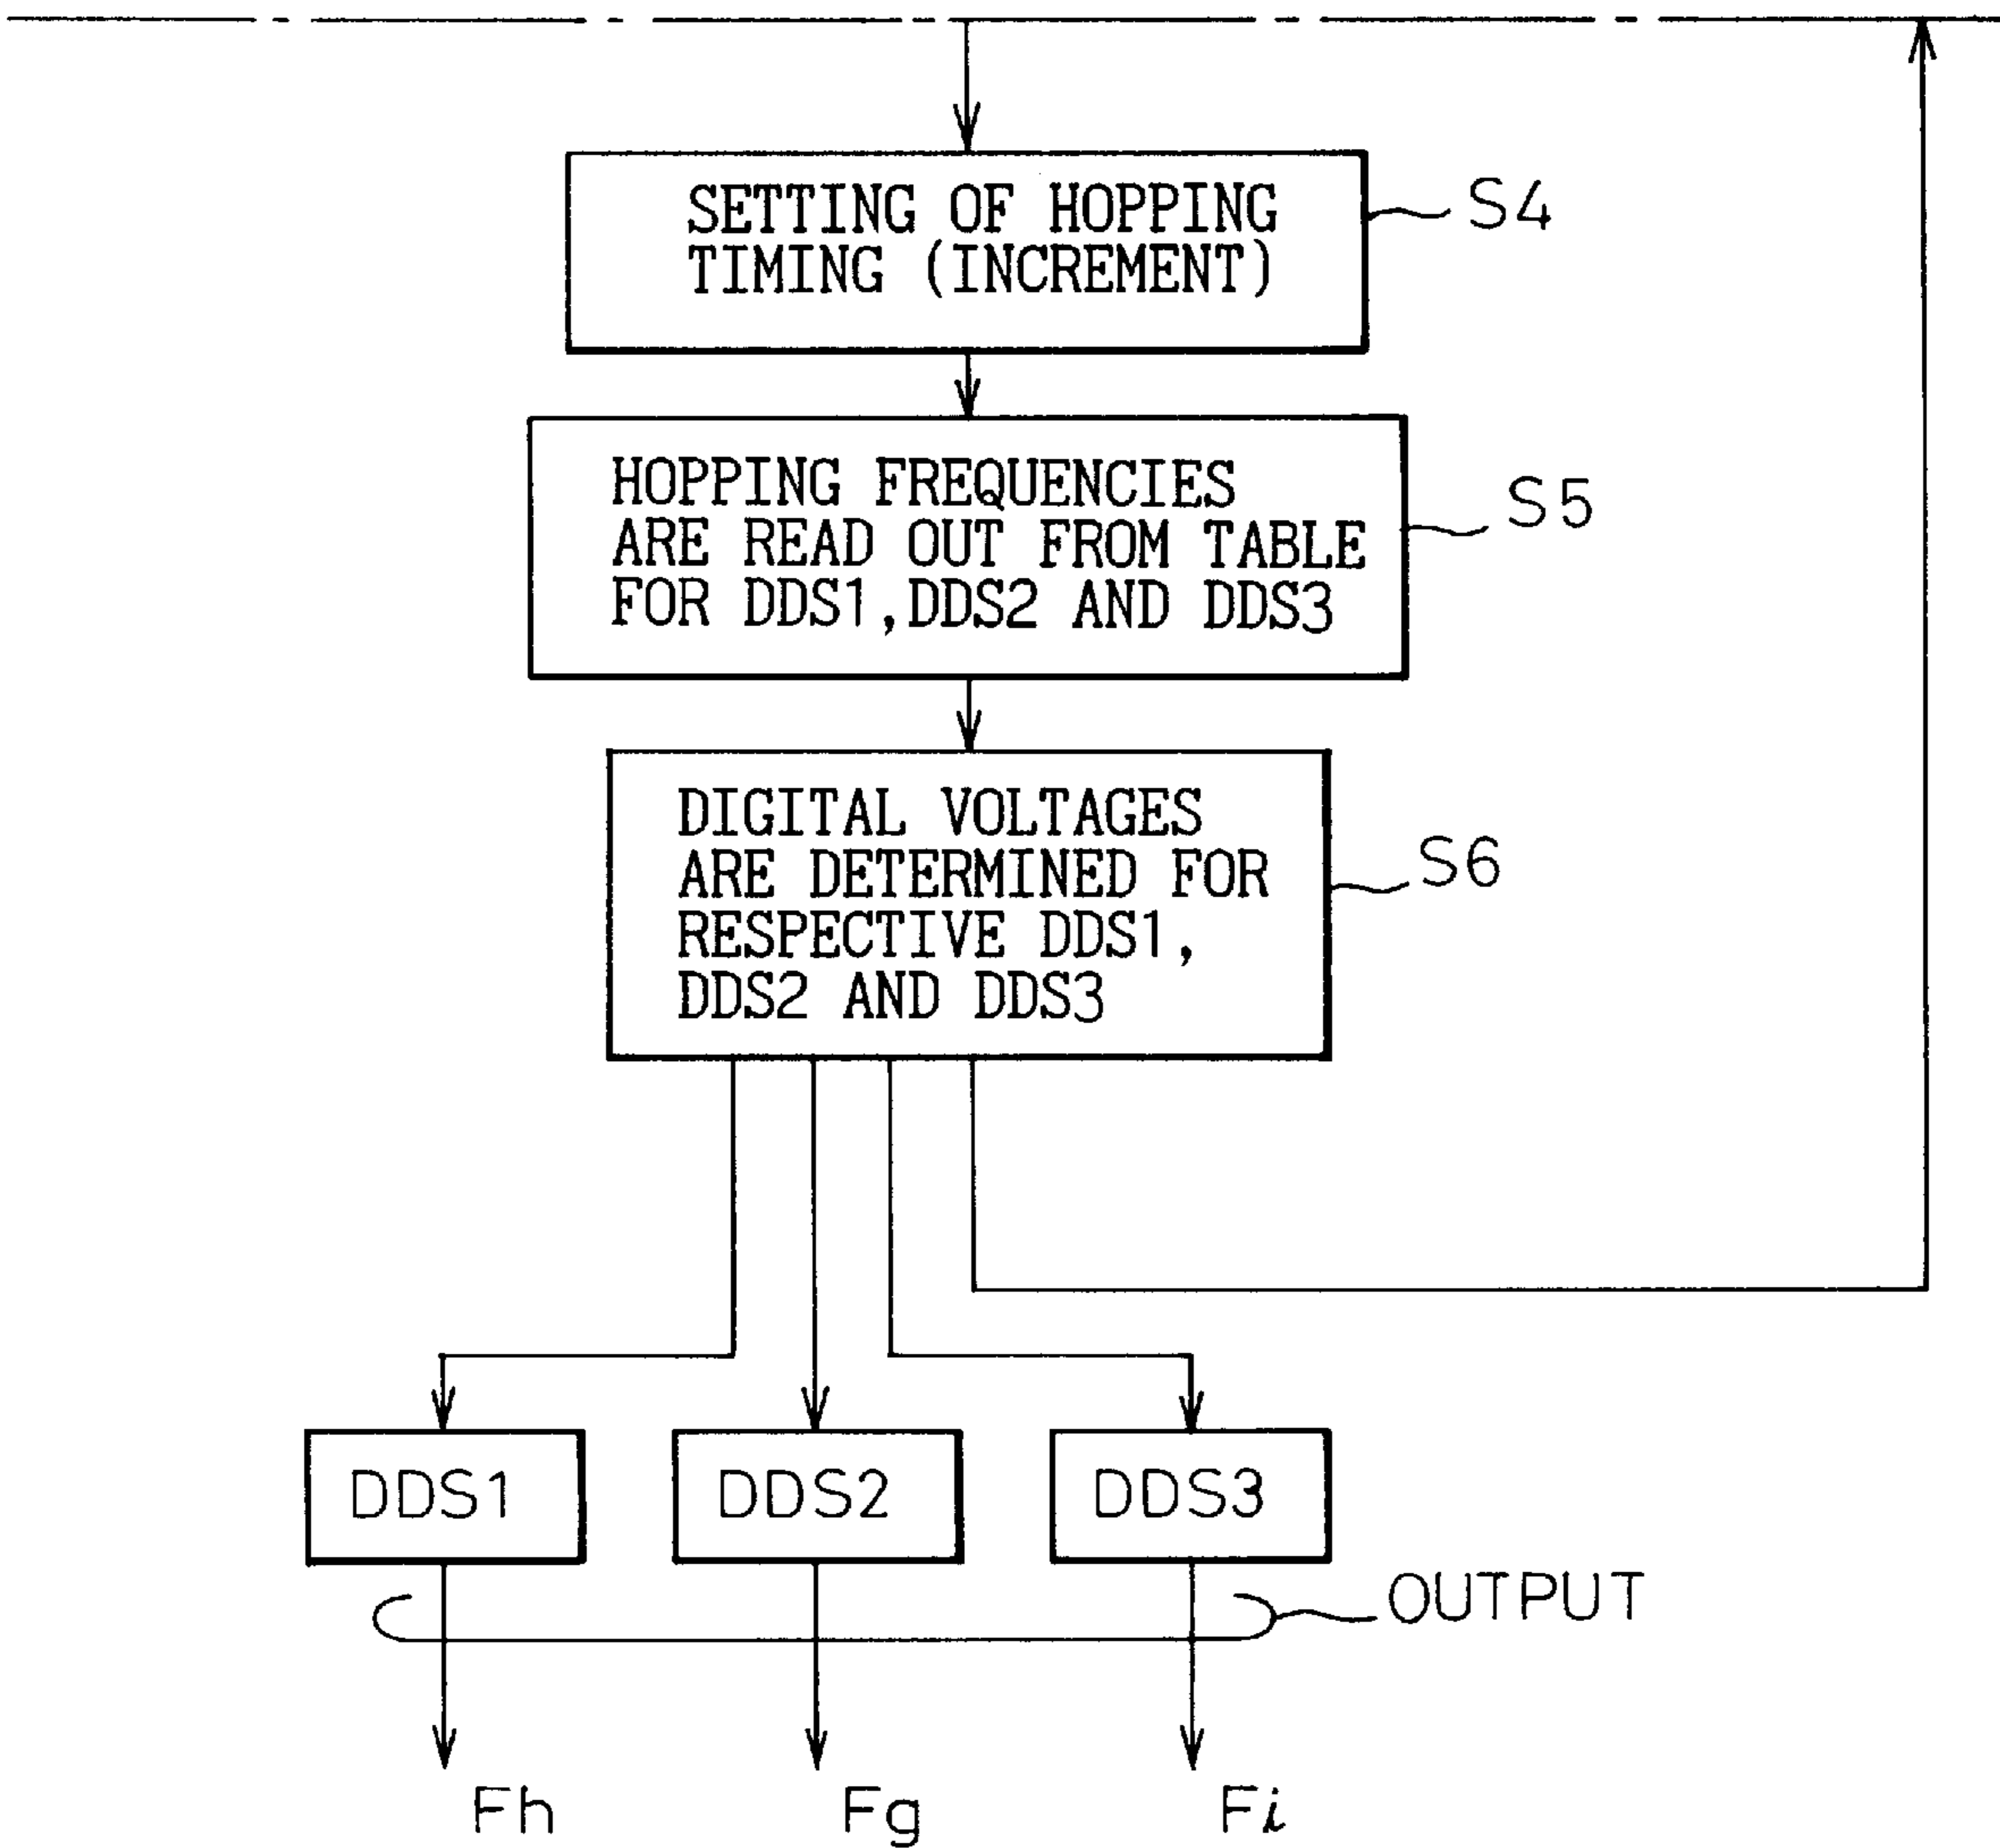 SETTING OF HOPPING
TIMING (INCREMENT)
S4
HOPPING FREQUENCIES
ARE READ OUT FROM TABLE
FOR DDS1,DDS2 AND DDS3
S5
DIGITAL VOLTAGES
ARE DETERMINED FOR
RESPECTIVE DDS1,
DDS2 AND DDS3
S6
DDS1
DDS2
DDS3
OUTPUT
Fh
Fg
Fi